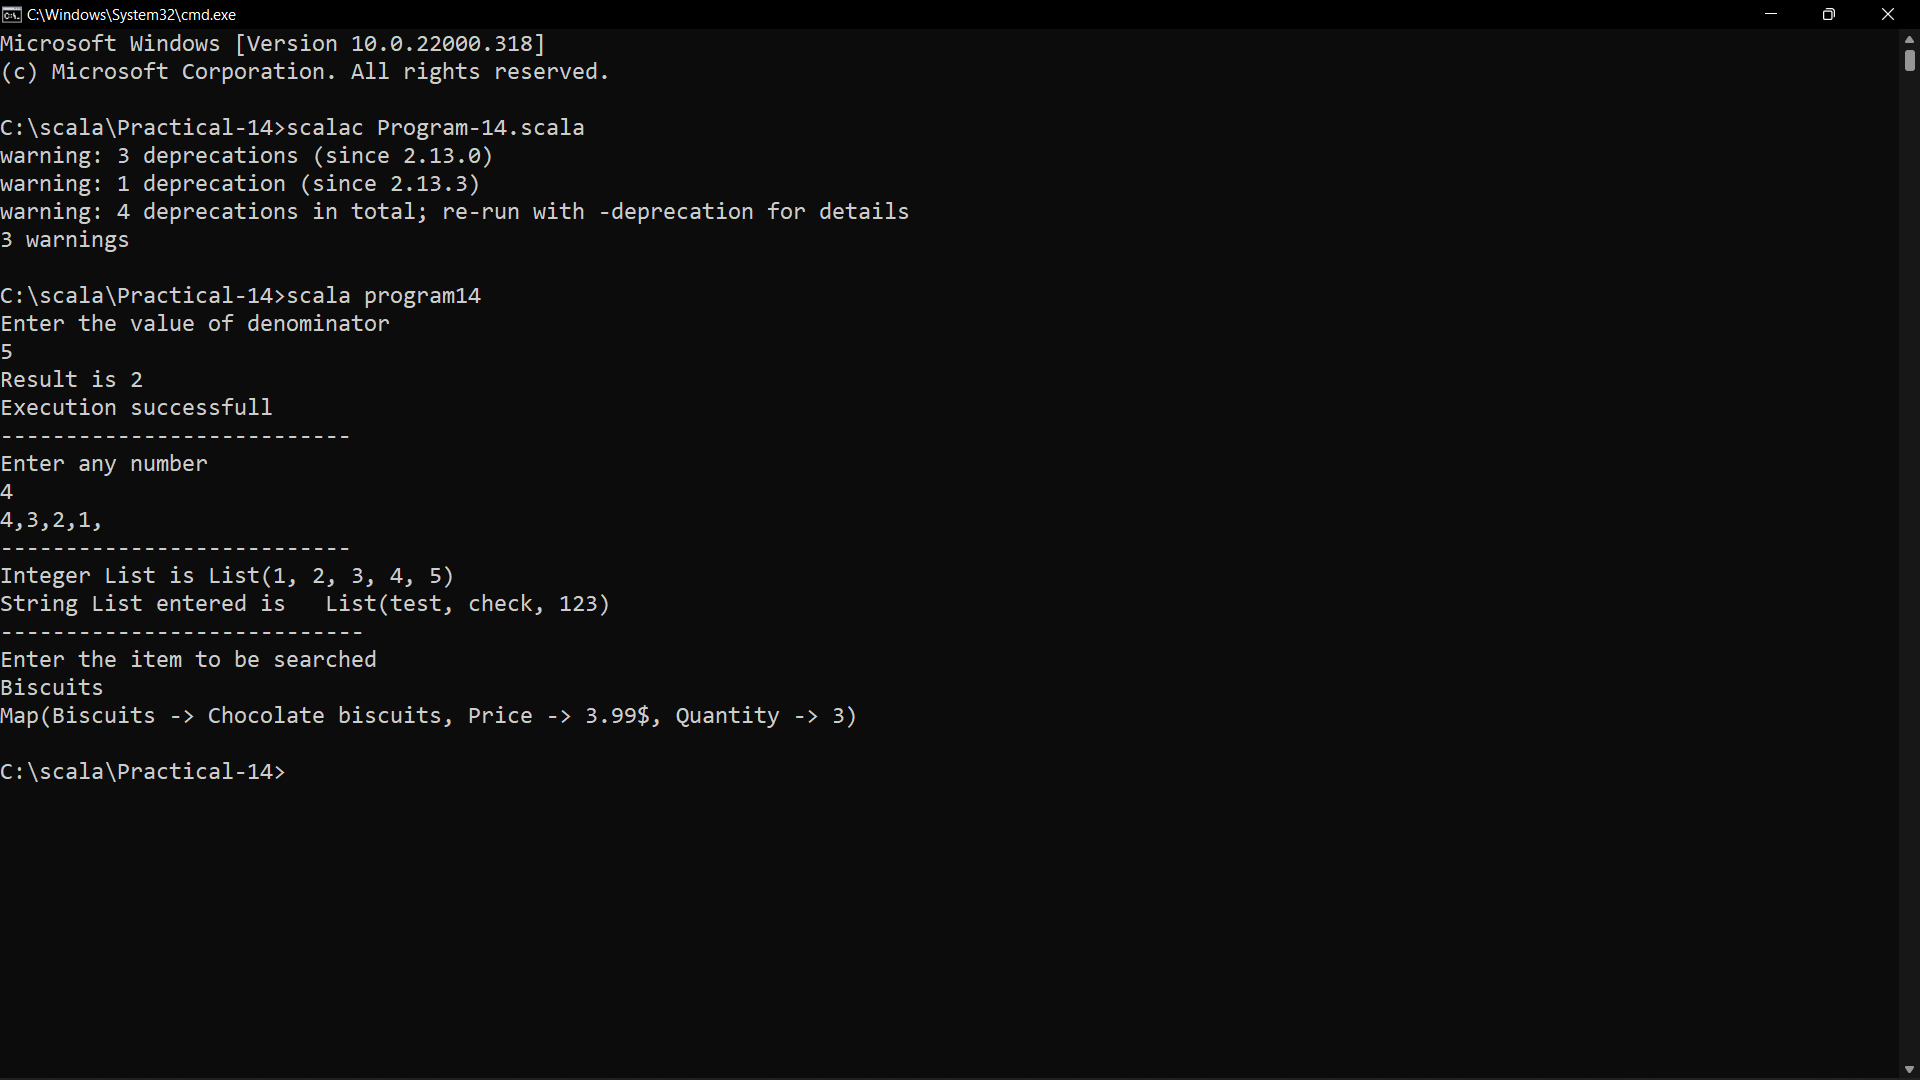 C:\Windows\System32\cmd.exe
Microsoft Windows [Version 10.0.22000.318]
(c) Microsoft Corporation. All rights reserved.
C:\scala\Practical-14>scalac Program-14.scala
warning: 3 deprecations (since 2.13.0)
warning: 1 deprecation (since 2.13.3)
warning: 4 deprecations in total; re-run with -deprecation for details
3 warnings
C:\scala\Practical-14>scala program14
Enter the value of denominator
5
Result is 2
Execution successfull
---------------------------
Enter any number
4
4,3,2,1,
---------------------------
Integer List is List(1, 2, 3, 4, 5)
String List entered is   List(test, check, 123)
----------------------------
Enter the item to be searched
Biscuits
Map(Biscuits -> Chocolate biscuits, Price -> 3.99$, Quantity -> 3)
C:\scala\Practical-14>